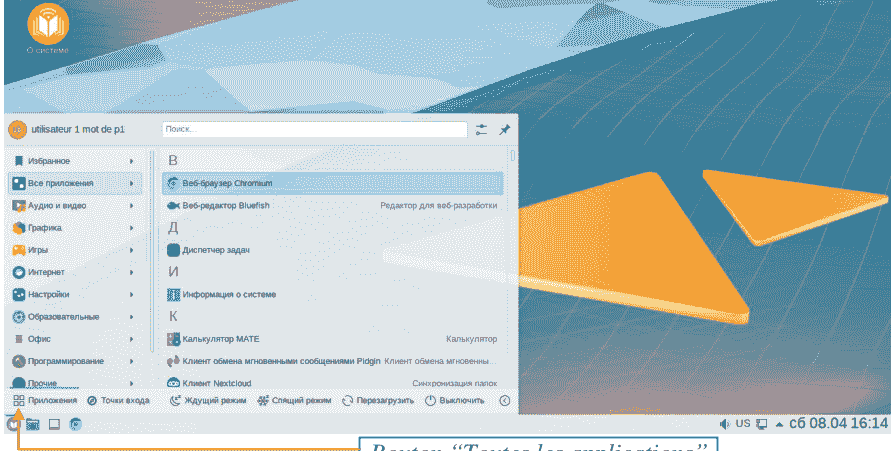 О системе
utilisateur 1 mot de p1
Поиск...
Избранное
Все приложения
Аудио и видео
Графика
Игры
Интернет
Настройки
Образовательные
Офис
Программирование
Прочие
В
Веб-браузер Chromium
Веб-редактор Bluefish Редактор для веб-разработки
Д
Диспетчер задач
И
Информация о системе
К
Калькулятор MATE Калькулятор
Клиент обмена мгновенными сообщениями Pidgin Клиент обмена мгновенны...
Клиент Nextcloud Синхронизация папок
Приложения Точки входа Ждущий режим Спящий режим Перезагрузить Выключить
US сб 08.04 16:14
Bouton “Toutes les applications”